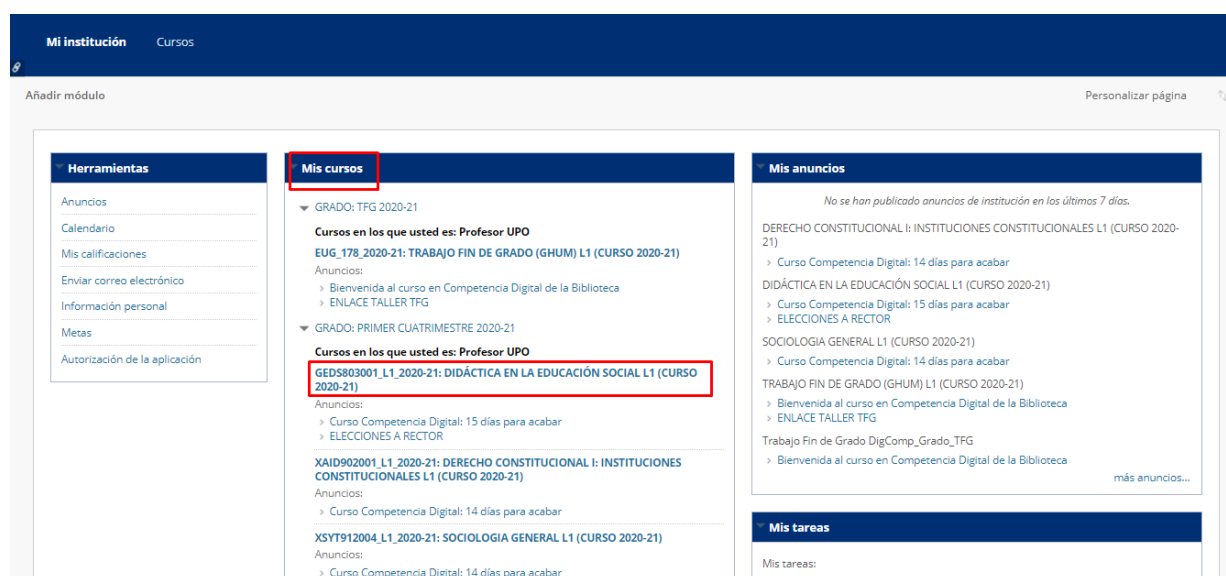 Mi institución Cursos
Añadir módulo Personalizar página
Herramientas
Anuncios
Calendario
Mis calificaciones
Enviar correo electrónico
Información personal
Metas
Autorización de la aplicación
Mis cursos
GRADO: TFG 2020-21
Cursos en los que usted es: Profesor UPO
EUG_178_2020-21: TRABAJO FIN DE GRADO (GHUM) L1 (CURSO 2020-21)
Anuncios:
Bienvenida al curso en Competencia Digital de la Biblioteca
ENLACE TALLER TFG
GRADO: PRIMER CUATRIMESTRE 2020-21
Cursos en los que usted es: Profesor UPO
GEDS803001_L1_2020-21: DIDÁCTICA EN LA EDUCACIÓN SOCIAL L1 (CURSO
2020-21)
Anuncios:
Curso Competencia Digital: 15 días para acabar
ELECCIONES A RECTOR
XAID902001_L1_2020-21: DERECHO CONSTITUCIONAL I: INSTITUCIONES
CONSTITUCIONALES L1 (CURSO 2020-21)
Anuncios:
Curso Competencia Digital: 14 días para acabar
XSYT912004_L1_2020-21: SOCIOLOGIA GENERAL L1 (CURSO 2020-21)
Anuncios:
Curso Competencia Digital: 14 días para acabar
Mis anuncios
No se han publicado anuncios de institución en los últimos 7 días.
DERECHO CONSTITUCIONAL I: INSTITUCIONES CONSTITUCIONALES L1 (CURSO 2020-
21)
Curso Competencia Digital: 14 días para acabar
DIDÁCTICA EN LA EDUCACIÓN SOCIAL L1 (CURSO 2020-21)
Curso Competencia Digital: 15 días para acabar
ELECCIONES A RECTOR
SOCIOLOGIA GENERAL L1 (CURSO 2020-21)
Curso Competencia Digital: 14 días para acabar
TRABAJO FIN DE GRADO (GHUM) L1 (CURSO 2020-21)
Bienvenida al curso en Competencia Digital de la Biblioteca
ENLACE TALLER TFG
Trabajo Fin de Grado DigComp_Grado_TFG
Bienvenida al curso en Competencia Digital de la Biblioteca
más anuncios...
Mis tareas
Mis tareas: